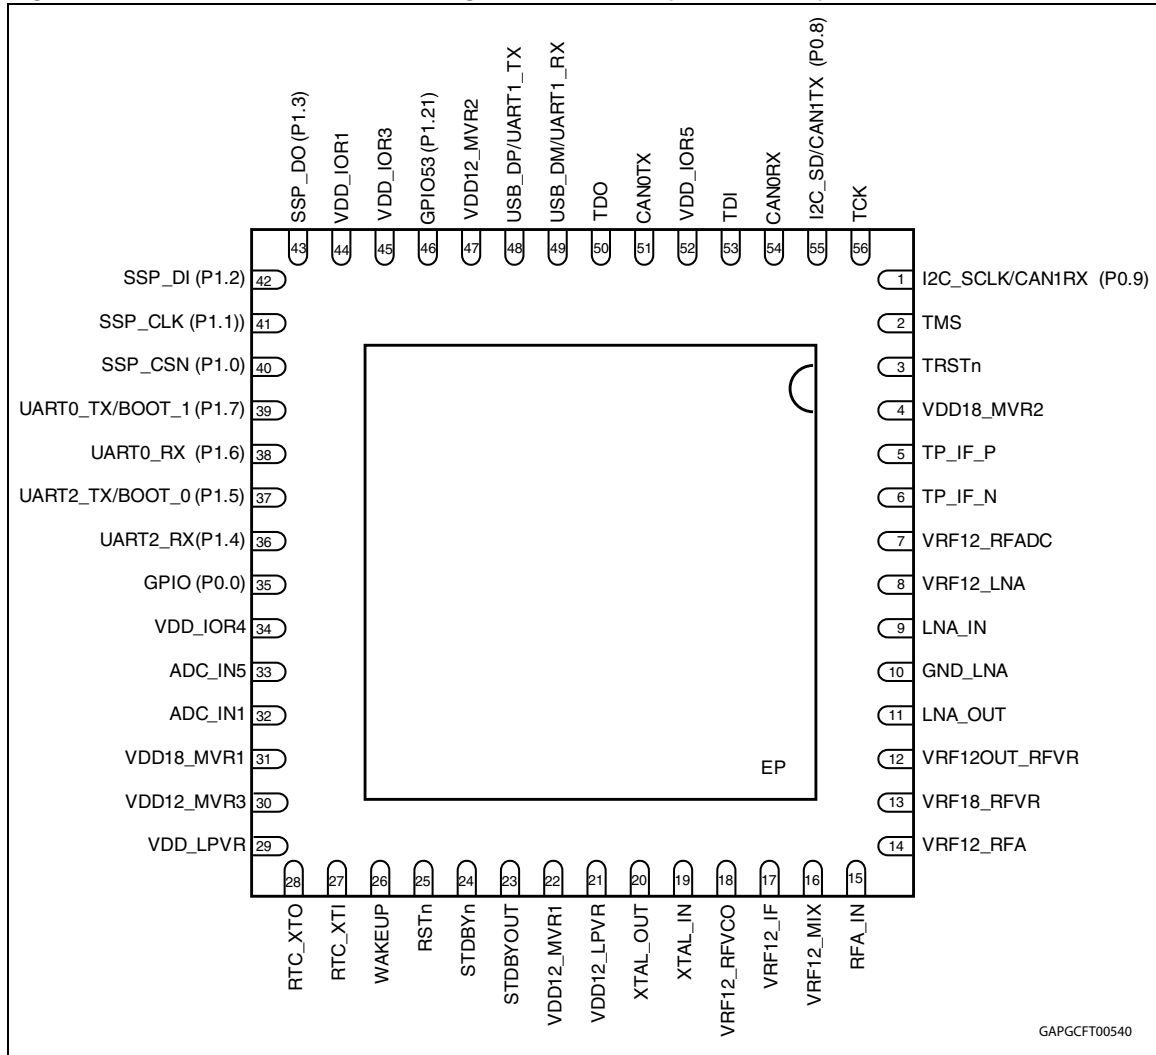 SSP_DO (P1.3)
VDD_IOR1
VDD_IOR3
GPIO53 (P1.21)
VDD12_MVR2
USB_DP/UART1_TX
USB_DM/UART1_RX
TDO
CAN0TX
VDD_IOR5
TDI
CAN0RX
I2C_SD/CAN1TX (P0.8)
TCK
43
44
45
46
47
48
49
50
51
52
53
54
55
56
SSP_DI (P1.2) 42
SSP_CLK (P1.1)) 41
SSP_CSN (P1.0) 40
UART0_TX/BOOT_1 (P1.7) 39
UART0_RX (P1.6) 38
UART2_TX/BOOT_0 (P1.5) 37
UART2_RX(P1.4) 36
GPIO (P0.0) 35
VDD_IOR4 34
ADC_IN5 33
ADC_IN1 32
VDD18_MVR1 31
VDD12_MVR3 30
VDD_LPVR 29
1 I2C_SCLK/CAN1RX (P0.9)
2 TMS
3 TRSTn
4 VDD18_MVR2
5 TP_IF_P
6 TP_IF_N
7 VRF12_RFADC
8 VRF12_LNA
9 LNA_IN
10 GND_LNA
11 LNA_OUT
12 VRF12OUT_RFVR
13 VRF18_RFVR
14 VRF12_RFA
EP
28
27
26
25
24
23
22
21
20
19
18
17
16
15
RTC_XTO
RTC_XTI
WAKEUP
RSTn
STDBYn
STDBYOUT
VDD12_MVR1
VDD12_LPVR
XTAL_OUT
XTAL_IN
VRF12_RFVCO
VRF12_IF
VRF12_MIX
RFA_IN
GAPGCFT00540